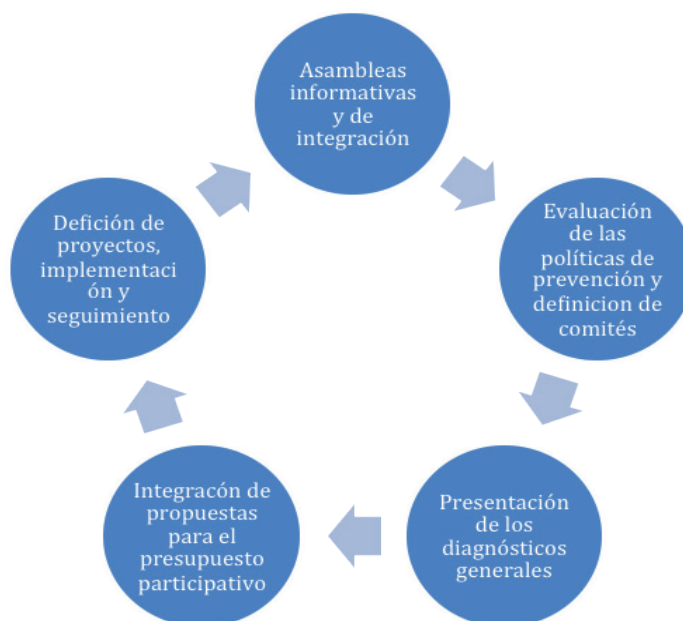 Asambleas
informativas
y de
integración
Evaluación
de las
políticas de
prevención y
definicion de
comités
Presentación
de los
diagnósticos
generales
Integracón de
propuestas
para el
presupuesto
participativo
Defición de
proyectos,
implementaci
ón y
seguimiento